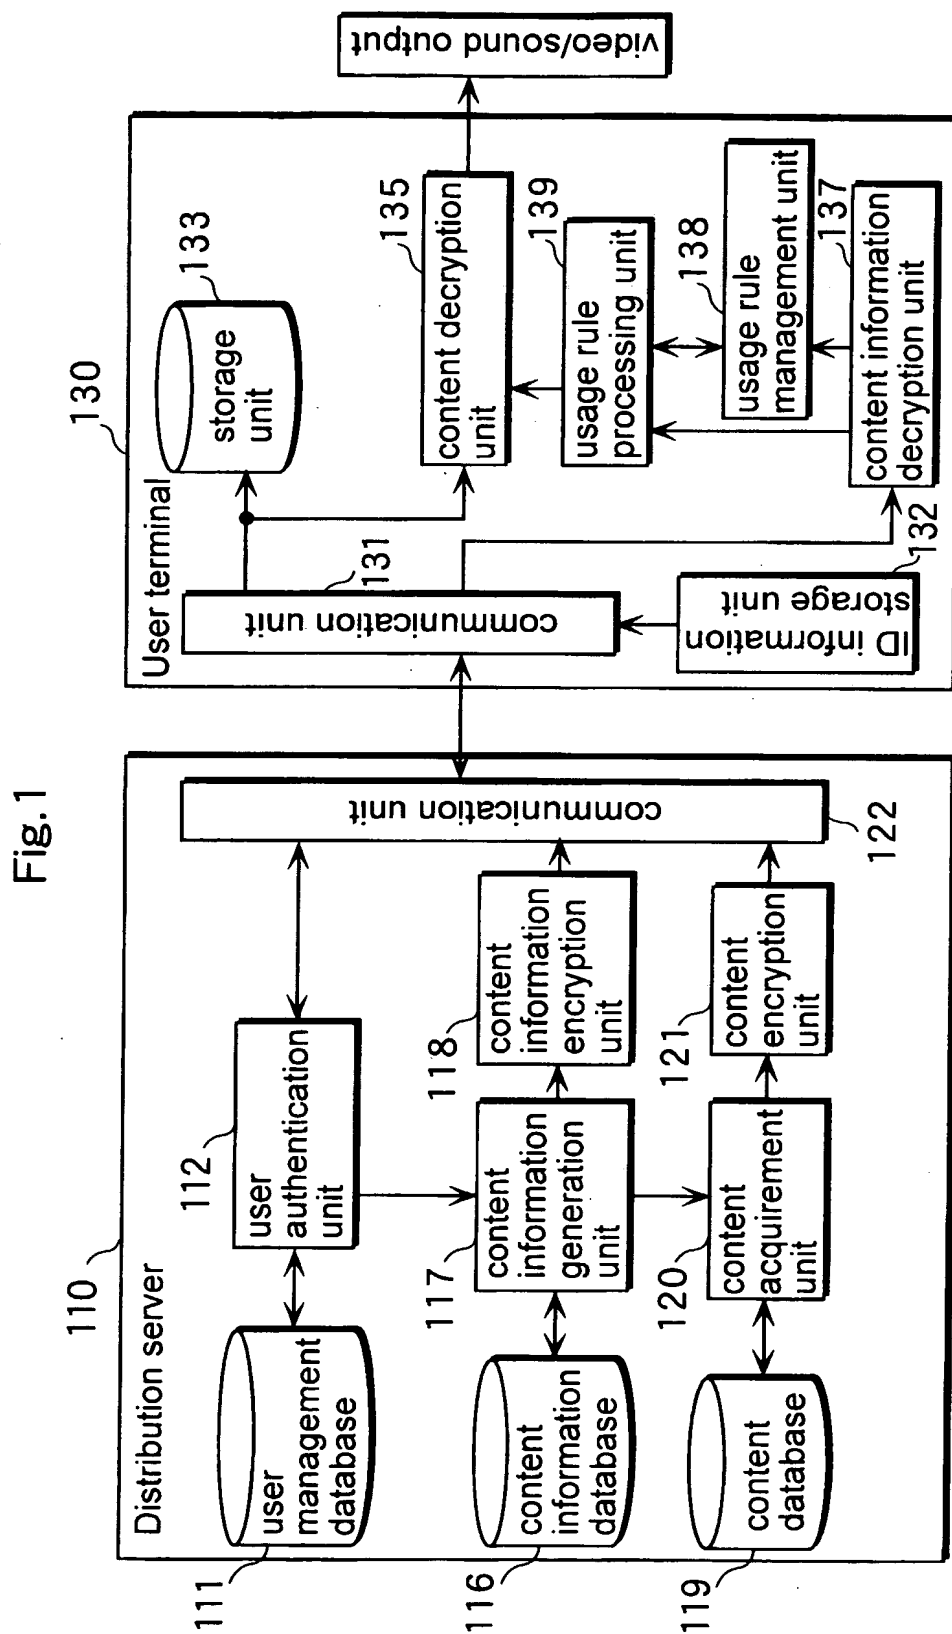 Fig.1
110
Distribution server
111
user
management
database
112
user
authentication
unit
116
content
information
database
117
content
information
generation
unit
118
content
information
encryption
unit
119
content
database
120
content
acquirement
unit
121
content
encryption
unit
communication unit
122
130
User terminal
communication unit
131
ID information
storage unit
132
storage
unit
133
content decryption
unit
135
usage rule
processing unit
139
usage rule
management unit
138
content information
decryption unit
137
video/sound output